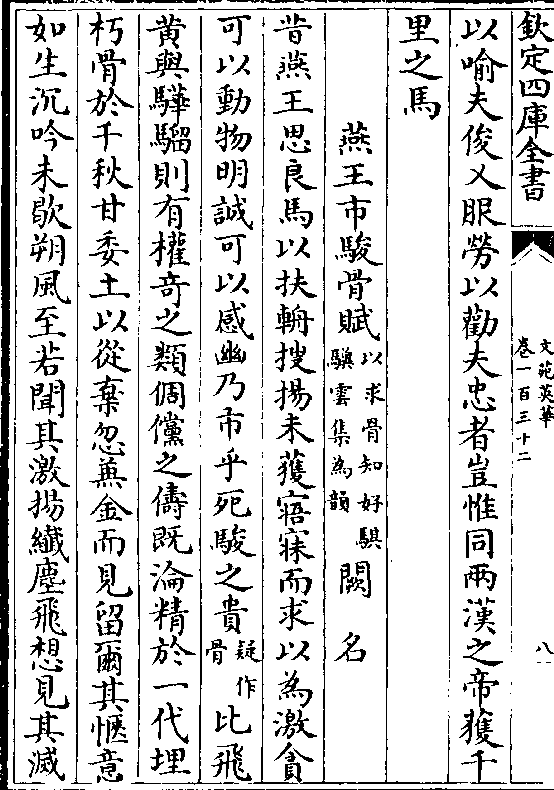 欽定四庫全書
文苑英華
卷一百三十二
八
以喻夫俊乂眼勞以勸夫忠者豈惟同兩漢之帝獲千
里之馬
燕王市駿骨賦
以求骨知好騏
驥雲集為韻
闕名
昔燕王思良馬以扶輈搜揚未獲寤寐而求以為激貪
可以動物明誠可以感幽乃市乎死駿之貴
疑作
骨
比飛
黄與驊騮則有權奇之類倜儻之儔既淪精於一代埋
朽骨於千秋甘委土以從棄忽兼金而見留爾其愜意
如生沉吟未歇朔風至若聞其激揚纎塵飛想見其滅